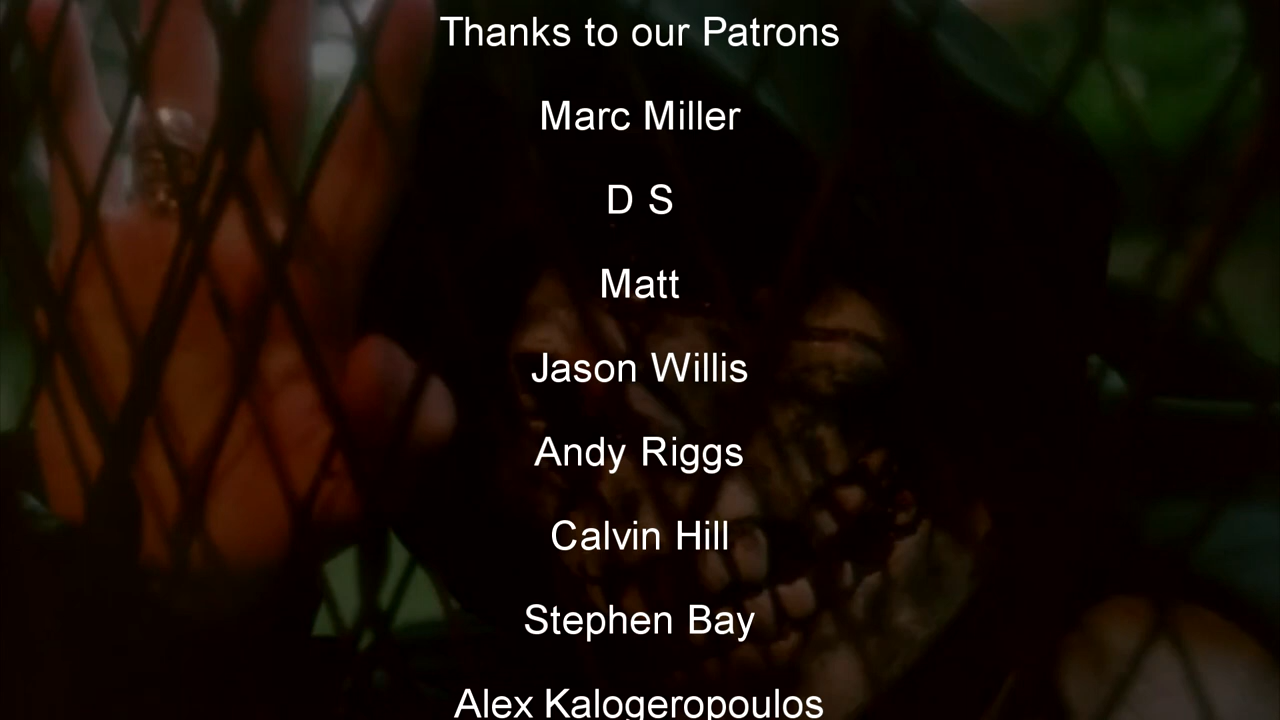 Thanks to our Patrons
Marc Miller
D S
Matt
Jason Willis
Andy Riggs
Calvin Hill
Stephen Bay
Alex Kalogeropoulos